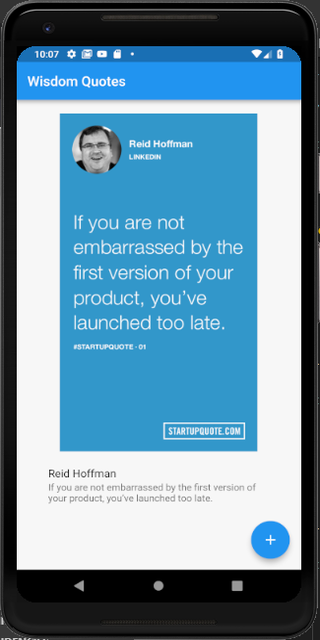 10:07
Wisdom Quotes
Reid Hoffman
LINKEDIN
If you are not
embarrassed by the
first version of your
product, you've
launched too late.
#STARTUPQUOTE - 01
STARTUPQUOTE.COM
Reid Hoffman
If you are not embarrassed by the first version of
your product, you've launched too late.
+